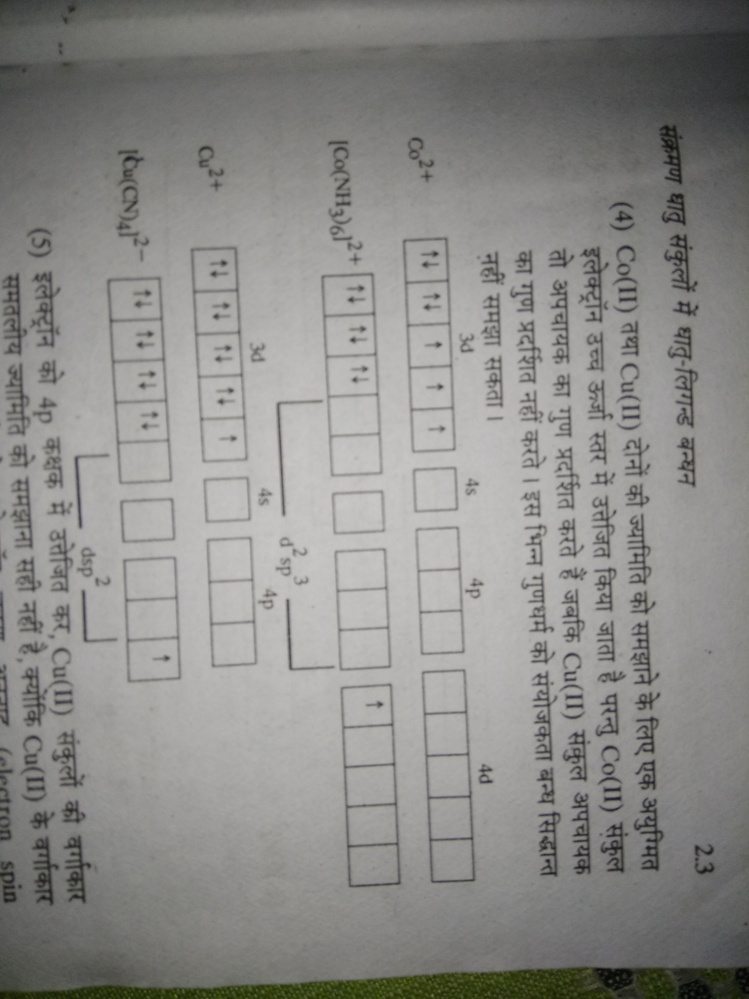 संक्रमण धातु संकुलों में धातु-लिगन्ड बन्धन 2.3
(4) Co(II) तथा Cu(II) दोनों की ज्यामिति को समझाने के लिए एक अयुग्मित
इलेक्ट्रॉन उच्च ऊर्जा स्तर में उत्तेजित किया जाता है परन्तु Co(II) संकुल
तो अपचायक का गुण प्रदर्शित करते हैं जबकि Cu(II) संकुल अपचायक
का गुण प्रदर्शित नहीं करते। इस भिन्न गुणधर्म को संयोजकता बन्ध सिद्धान्त
नहीं समझा सकता।
3d 4s 4p 4d
Co2+ ↑↓ ↑↓ ↑ ↑ ↑
[Co(NH3)6]2+ ↑↓ ↑↓ ↑↓ ↑
d2sp3
3d 4s 4p
Cu2+ ↑↓ ↑↓ ↑↓ ↑↓ ↑
[Cu(CN)4]2− ↑↓ ↑↓ ↑↓ ↑↓ ↑
dsp2
(5) इलेक्ट्रॉन को 4p कक्षक में उत्तेजित कर, Cu(II) संकुलों की वर्गाकार
समतलीय ज्यामिति को समझाना सही नहीं है, क्योंकि Cu(II) के वर्गाकार
(electron spin